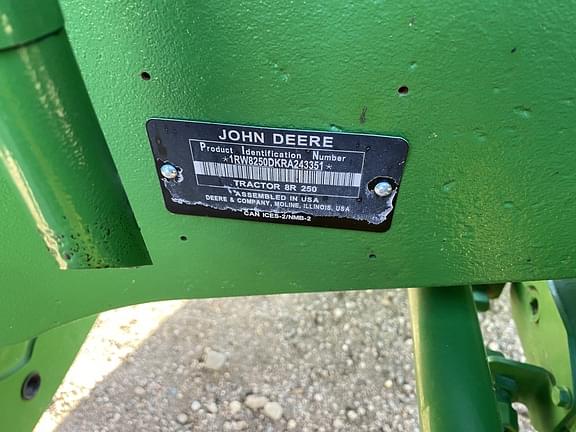 JOHN DEERE
Product Identification Number
*1RW8250DKRA243351*
TRACTOR 8R 250
ASSEMBLED IN USA
DEERE & COMPANY, MOLINE, ILLINOIS, USA
CAN ICES-2/NMB-2